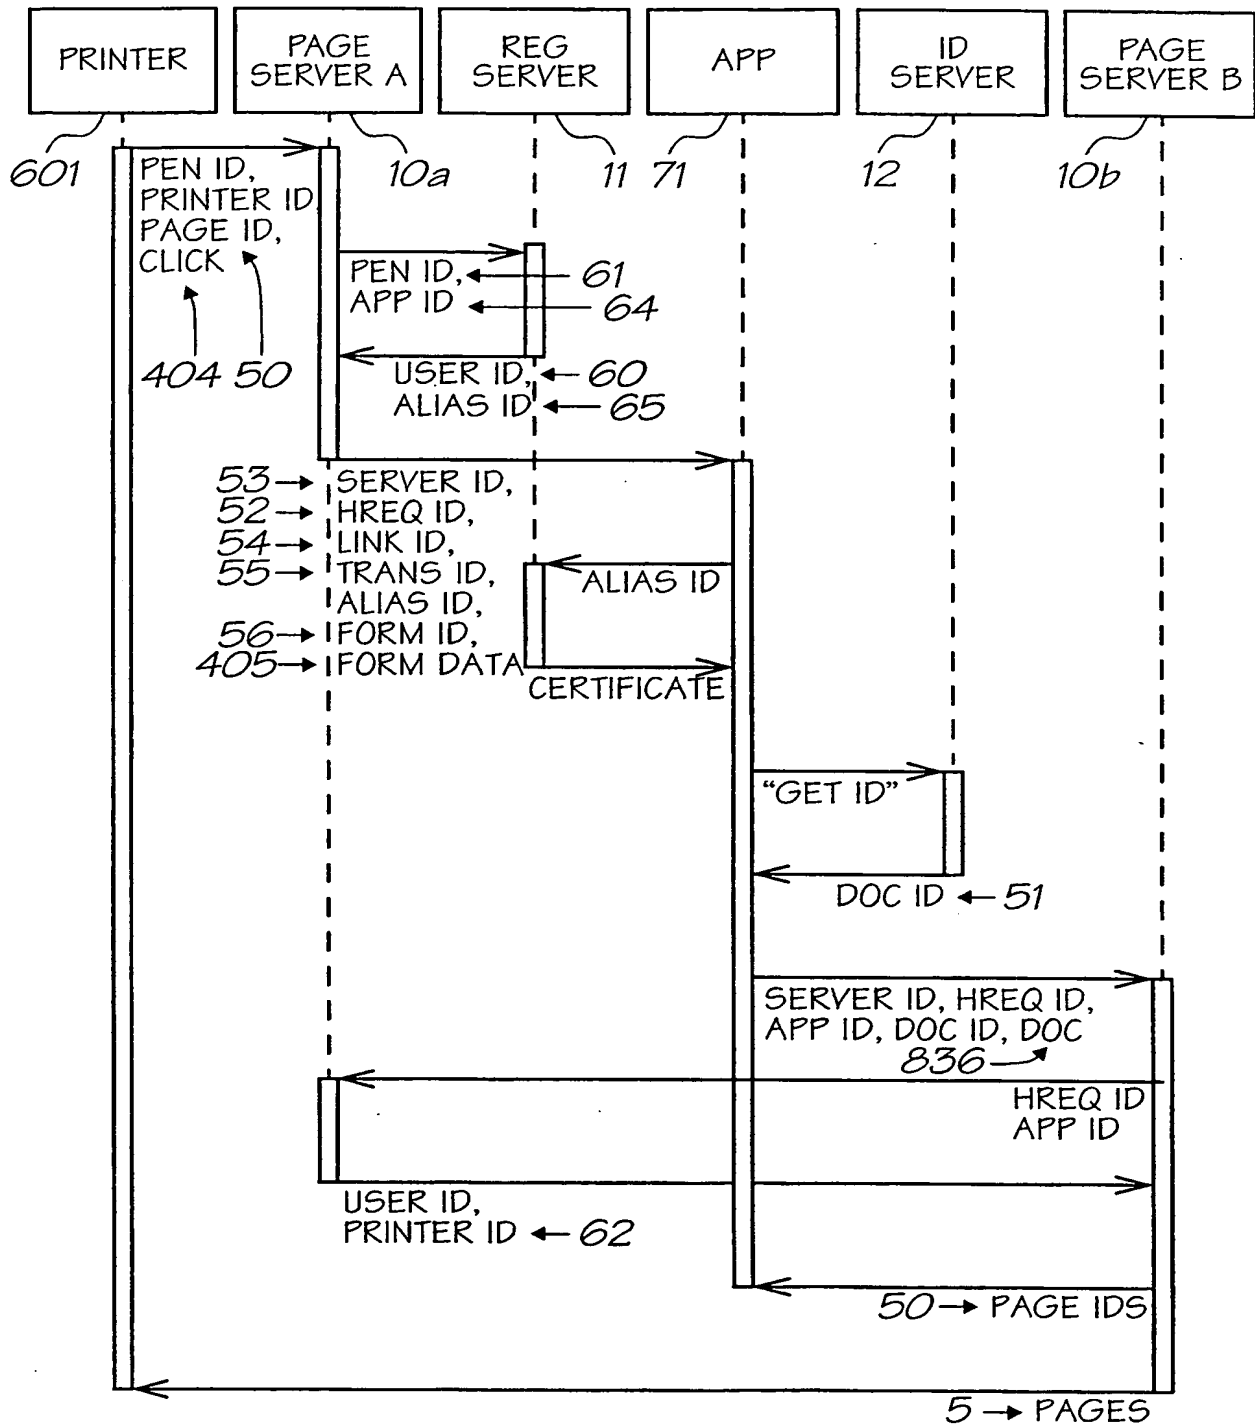 PRINTER
PAGE
SERVER A
REG
SERVER
APP
ID
SERVER
PAGE
SERVER B
601
10a
11
71
12
10b
PEN ID,
PRINTER ID
PAGE ID,
CLICK
404 50
PEN ID, 61
APP ID 64
USER ID, 60
ALIAS ID 65
53 SERVER ID,
52 HREQ ID,
54 LINK ID,
55 TRANS ID,
ALIAS ID,
56 FORM ID,
405 FORM DATA
ALIAS ID
CERTIFICATE
“GET ID”
DOC ID 51
SERVER ID, HREQ ID,
APP ID, DOC ID, DOC
836
HREQ ID
APP ID
USER ID,
PRINTER ID 62
50 PAGE IDS
5 PAGES